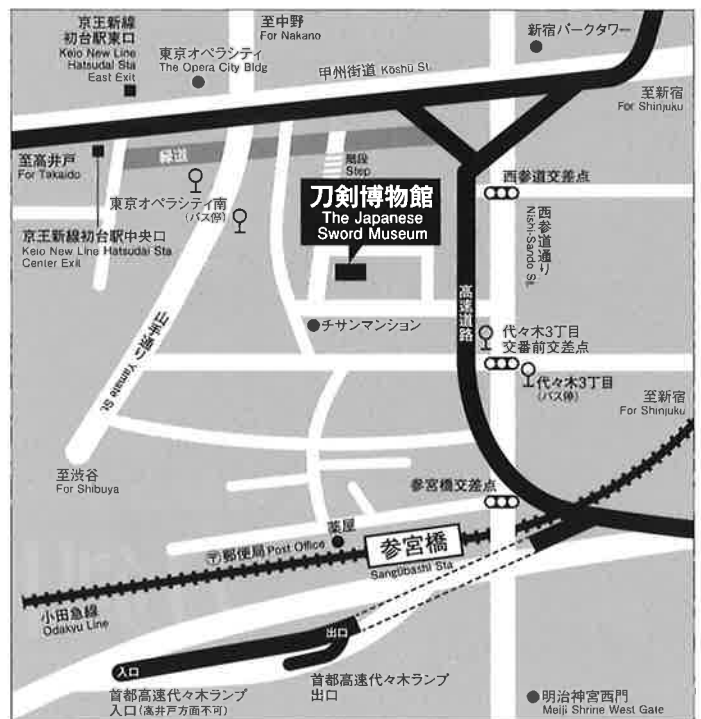 京王新線
初台駅東口
Keio New Line
Hatsudai Sta
East Exit
至中野
For Nakano
東京オペラシティ
The Opera City Bldg
新宿パークタワー
甲州街道 Kōshū St.
至新宿
For Shinjuku
至高井戸
For Takaido
緑道
階段
Step
東京オペラシティ南
(バス停)
京王新線初台駅中央口
Keio New Line Hatsudai Sta
Center Exit
刀剣博物館
The Japanese
Sword Museum
西参道交差点
西参道通り
Nishi-Sando St.
高速道路
チサンマンション
代々木3丁目
交番前交差点
代々木3丁目
(バス停)
山手通り Yamate St.
至新宿
For Shinjuku
至渋谷
For Shibuya
参宮橋交差点
薬屋
〒郵便局 Post Office
参宮橋
Sangūbashi Sta
小田急線
Odakyu Line
出口
入口
首都高速代々木ランプ
入口(高井戸方面不可)
首都高速代々木ランプ
出口
明治神宮西門
Meiji Shrine West Gate